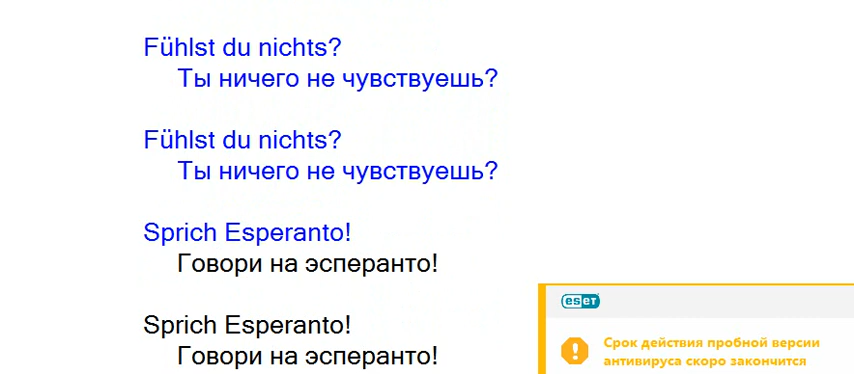 Fühlst du nichts?
Ты ничего не чувствуешь?
Fühlst du nichts?
Ты ничего не чувствуешь?
Sprich Esperanto!
Говори на эсперанто!
Sprich Esperanto!
Говори на эсперанто!
eseт
Срок действия пробной версии
антивируса скоро закончится